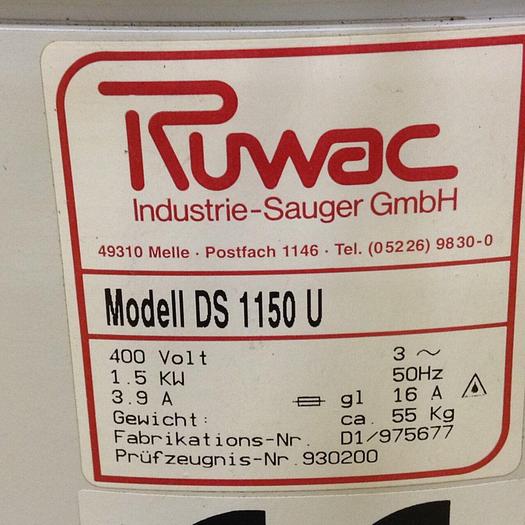 Ruwac
Industrie-Sauger GmbH
49310 Melle · Postfach 1146 · Tel. (05226) 9830-0
Modell DS 1150 U
400 Volt 3 ~
1.5 KW 50Hz
3.9 A gl 16 A
Gewicht: ca. 55 Kg
Fabrikations-Nr. D1/975677
Prüfzeugnis-Nr.930200